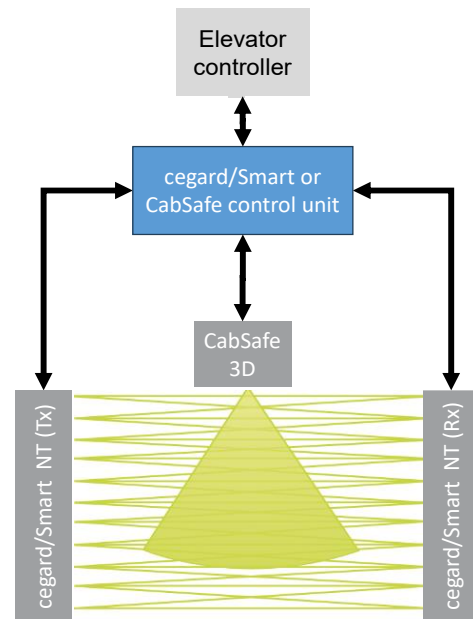 Elevator
controller
cegard/Smart or
CabSafe control unit
CabSafe
3D
cegard/Smart NT (Tx)
cegard/Smart NT (Rx)